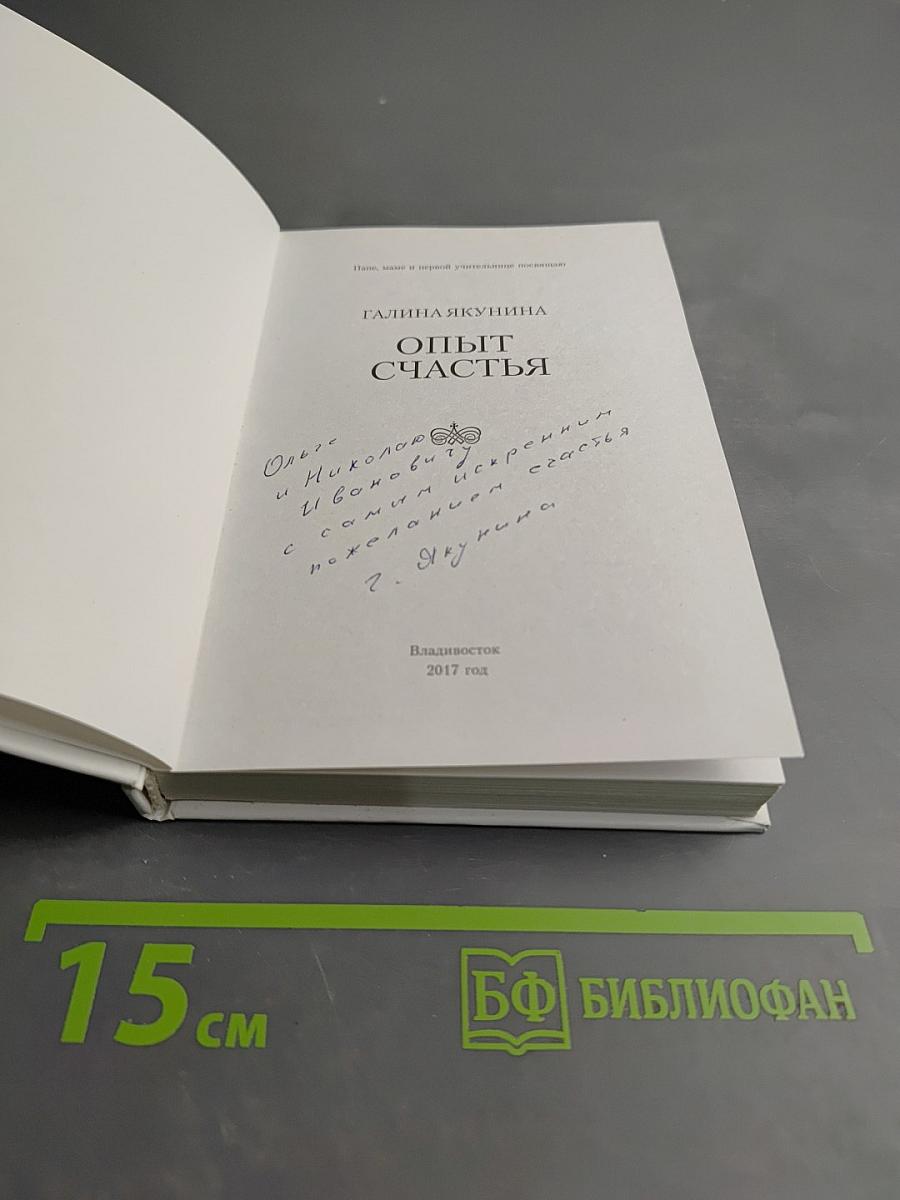 Папе, маме и первой учительнице посвящаю
ГАЛИНА ЯКУНИНА
ОПЫТ
СЧАСТЬЯ
Ольге
и Николаю
Ивановичу
с самым искренним
пожеланием счастья
Г. Якунина
Владивосток
2017 год
15 см
БФ БИБЛИОФАН